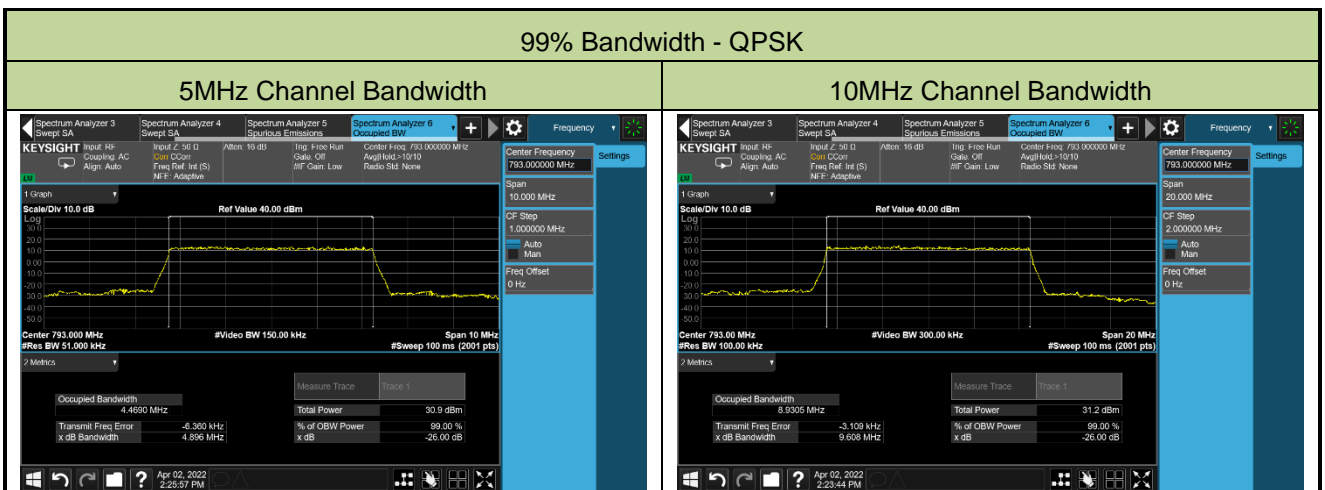 99% Bandwidth - QPSK
5MHz Channel Bandwidth
10MHz Channel Bandwidth
Spectrum Analyzer 3
Swept SA
Spectrum Analyzer 4
Swept SA
Spectrum Analyzer 5
Spurious Emissions
Spectrum Analyzer 6
Occupied BW
Frequency
KEYSIGHT
Input: RF
Coupling: AC
Align: Auto
Input Z: 50 Ω
Corr CCorr
Freq Ref: Int (S)
NFE: Adaptive
Atten: 16 dB
Trig: Free Run
Gate: Off
#IF Gain: Low
Center Freq: 793.000000 MHz
Avg|Hold:>10/10
Radio Std: None
Center Frequency
793.000000 MHz
Settings
Span
10.000 MHz
CF Step
1.000000 MHz
Auto
Man
Freq Offset
0 Hz
1 Graph
Scale/Div 10.0 dB
Ref Value 40.00 dBm
Log
30.0
20.0
10.0
0.00
-10.0
-20.0
-30.0
-40.0
-50.0
Center 793.000 MHz
#Video BW 150.00 kHz
Span 10 MHz
#Res BW 51.000 kHz
#Sweep 100 ms (2001 pts)
2 Metrics
Measure Trace
Trace 1
Occupied Bandwidth
4.4690 MHz
Total Power
30.9 dBm
Transmit Freq Error
-6.360 kHz
% of OBW Power
99.00 %
x dB Bandwidth
4.896 MHz
x dB
-26.00 dB
Apr 02, 2022
2:25:57 PM
Spectrum Analyzer 3
Swept SA
Spectrum Analyzer 4
Swept SA
Spectrum Analyzer 5
Spurious Emissions
Spectrum Analyzer 6
Occupied BW
Frequency
KEYSIGHT
Input: RF
Coupling: AC
Align: Auto
Input Z: 50 Ω
Corr CCorr
Freq Ref: Int (S)
NFE: Adaptive
Atten: 16 dB
Trig: Free Run
Gate: Off
#IF Gain: Low
Center Freq: 793.000000 MHz
Avg|Hold:>10/10
Radio Std: None
Center Frequency
793.000000 MHz
Settings
Span
20.000 MHz
CF Step
2.000000 MHz
Auto
Man
Freq Offset
0 Hz
1 Graph
Scale/Div 10.0 dB
Ref Value 40.00 dBm
Log
30.0
20.0
10.0
0.00
-10.0
-20.0
-30.0
-40.0
-50.0
Center 793.00 MHz
#Video BW 300.00 kHz
Span 20 MHz
#Res BW 100.00 kHz
#Sweep 100 ms (2001 pts)
2 Metrics
Measure Trace
Trace 1
Occupied Bandwidth
8.9305 MHz
Total Power
31.2 dBm
Transmit Freq Error
-3.109 kHz
% of OBW Power
99.00 %
x dB Bandwidth
9.608 MHz
x dB
-26.00 dB
Apr 02, 2022
2:23:44 PM